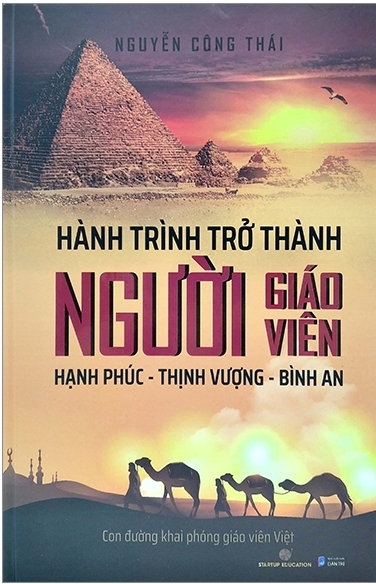 NGUYỄN CÔNG THÁI
HÀNH TRÌNH TRỞ THÀNH
NGƯỜI GIÁO VIÊN
HẠNH PHÚC - THỊNH VƯỢNG - BÌNH AN
Con đường khai phóng giáo viên Việt
STARTUP EDUCATION
DÂN TRÍ